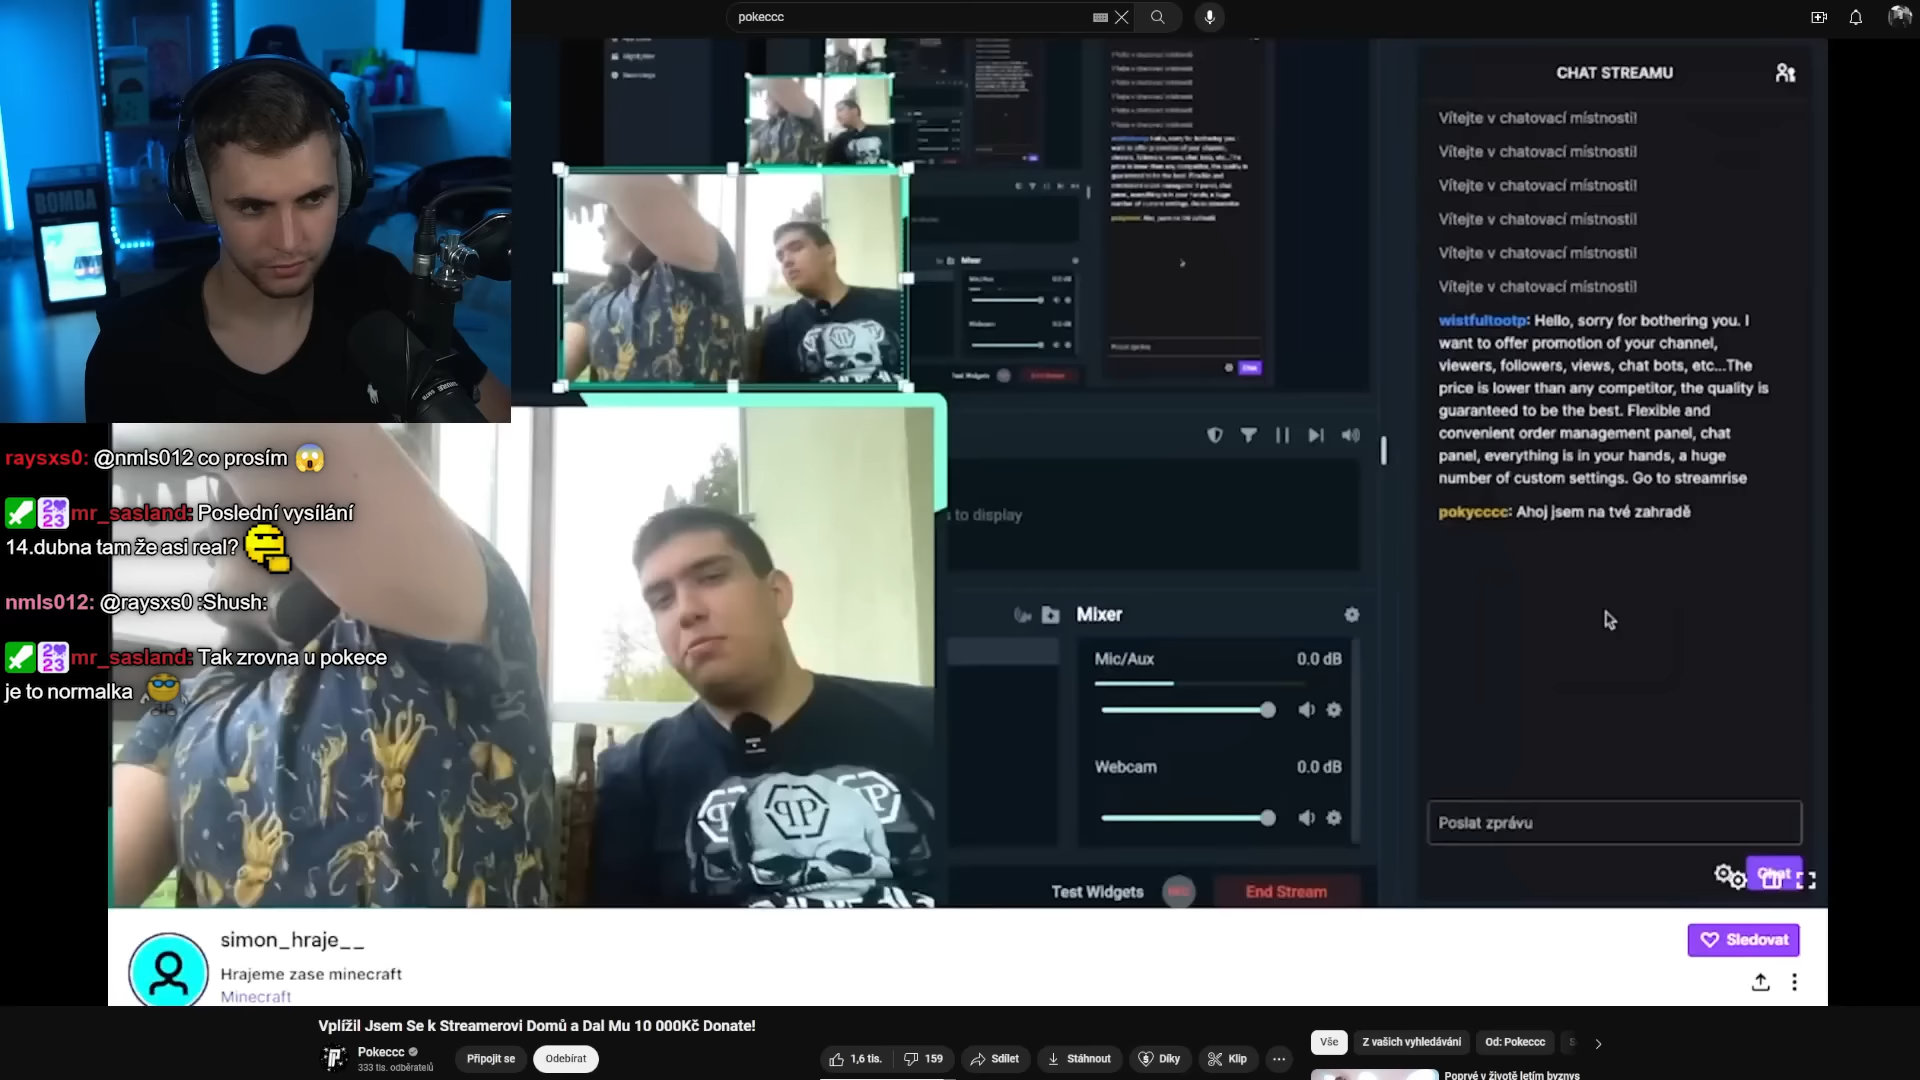 pokeccc
BOMBA
CHAT STREAMU
Vítejte v chatovací místnosti!
Vítejte v chatovací místnosti!
Vítejte v chatovací místnosti!
Vítejte v chatovací místnosti!
Vítejte v chatovací místnosti!
Vítejte v chatovací místnosti!
wistfultootp: Hello, sorry for bothering you. I
want to offer promotion of your channel,
viewers, followers, views, chat bots, etc...The
price is lower than any competitor, the quality is
guaranteed to be the best. Flexible and
convenient order management panel, chat
panel, everything is in your hands, a huge
number of custom settings. Go to streamrise
pokycccc: Ahoj jsem na tvé zahradě
Poslat zprávu
Chat
Mixer
Test Widgets
raysxs0: @nmls012 co prosím
mr_sasland: Poslední vysílání
14.dubna tam že asi real?
nmls012: @raysxs0 :Shush:
mr_sasland: Tak zrovna u pokece
je to normalka
to display
Mixer
Mic/Aux 0.0 dB
Webcam 0.0 dB
Test Widgets REC End Stream
simon_hraje__
Hrajeme zase minecraft
Minecraft
Sledovat
Vplížil Jsem Se k Streamerovi Domů a Dal Mu 10 000Kč Donate!
Pokeccc
333 tis. odběratelů
Připojit se
Odebírat
1,6 tis.
159
Sdílet
Stáhnout
Díky
Klip
Vše
Z vašich vyhledávání
Od: Pokeccc
Poprvé v životě letím byznys